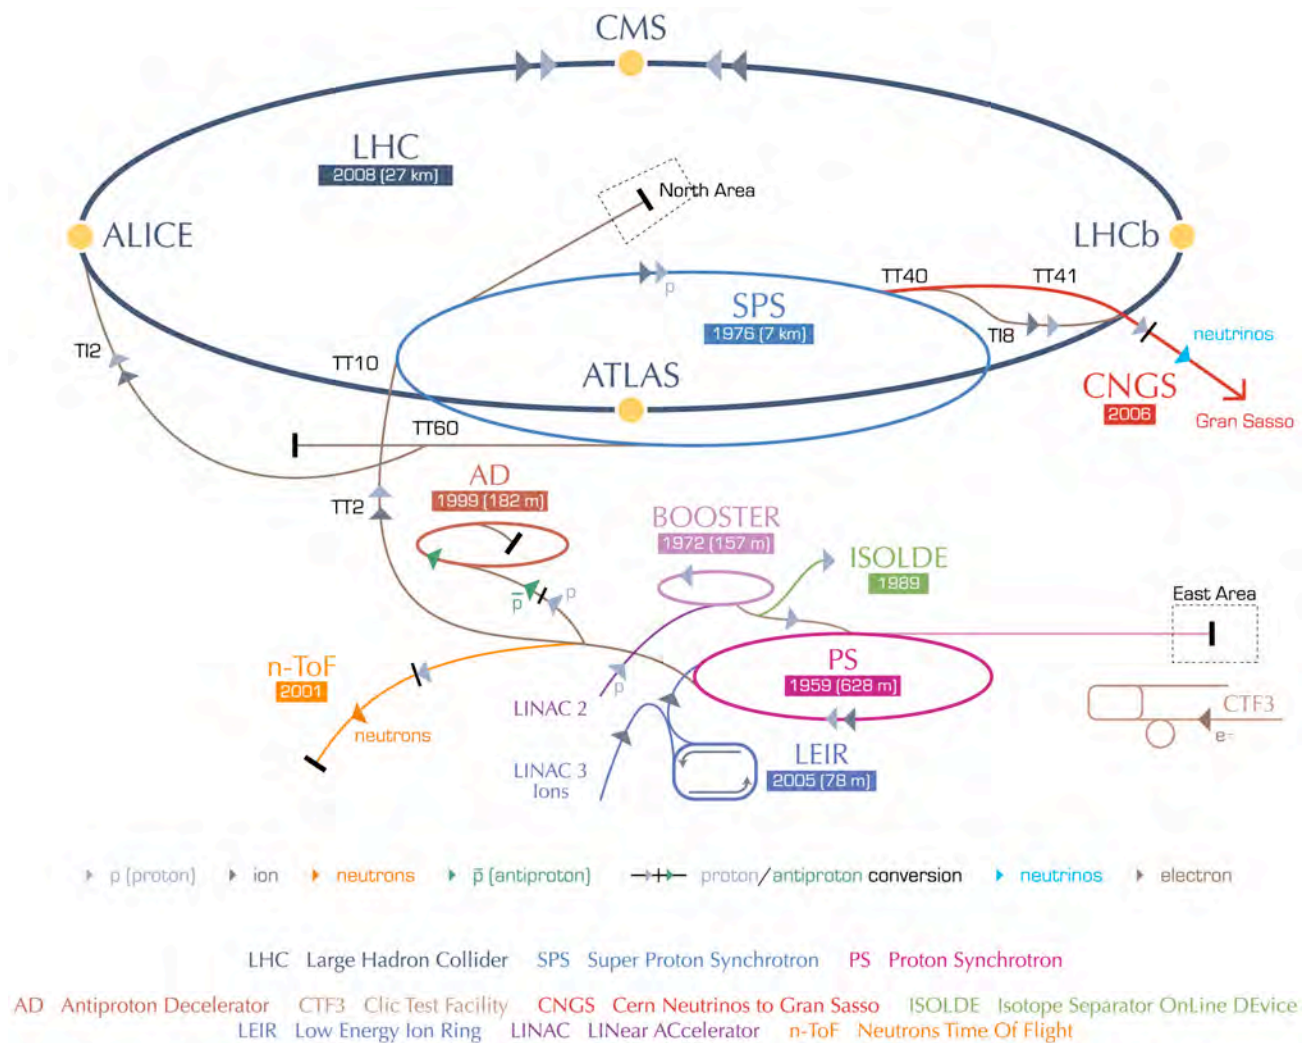 CMS
LHC
2008 (27 km)
North Area
ALICE
LHCb
TT40
TT41
SPS
1976 (7 km)
p
TI8
neutrinos
TI2
TT10
ATLAS
CNGS
2006
Gran Sasso
TT60
AD
1999 (182 m)
TT2
BOOSTER
1972 (157 m)
ISOLDE
1989
p̄
p
East Area
n-ToF
2001
PS
1959 (628 m)
p
LINAC 2
CTF3
e-
neutrons
LEIR
2005 (78 m)
LINAC 3
Ions
p (proton) ion neutrons p̄ (antiproton) proton/antiproton conversion neutrinos electron
LHC Large Hadron Collider SPS Super Proton Synchrotron PS Proton Synchrotron
AD Antiproton Decelerator CTF3 Clic Test Facility CNGS Cern Neutrinos to Gran Sasso ISOLDE Isotope Separator OnLine DEvice
LEIR Low Energy Ion Ring LINAC LINear ACcelerator n-ToF Neutrons Time Of Flight